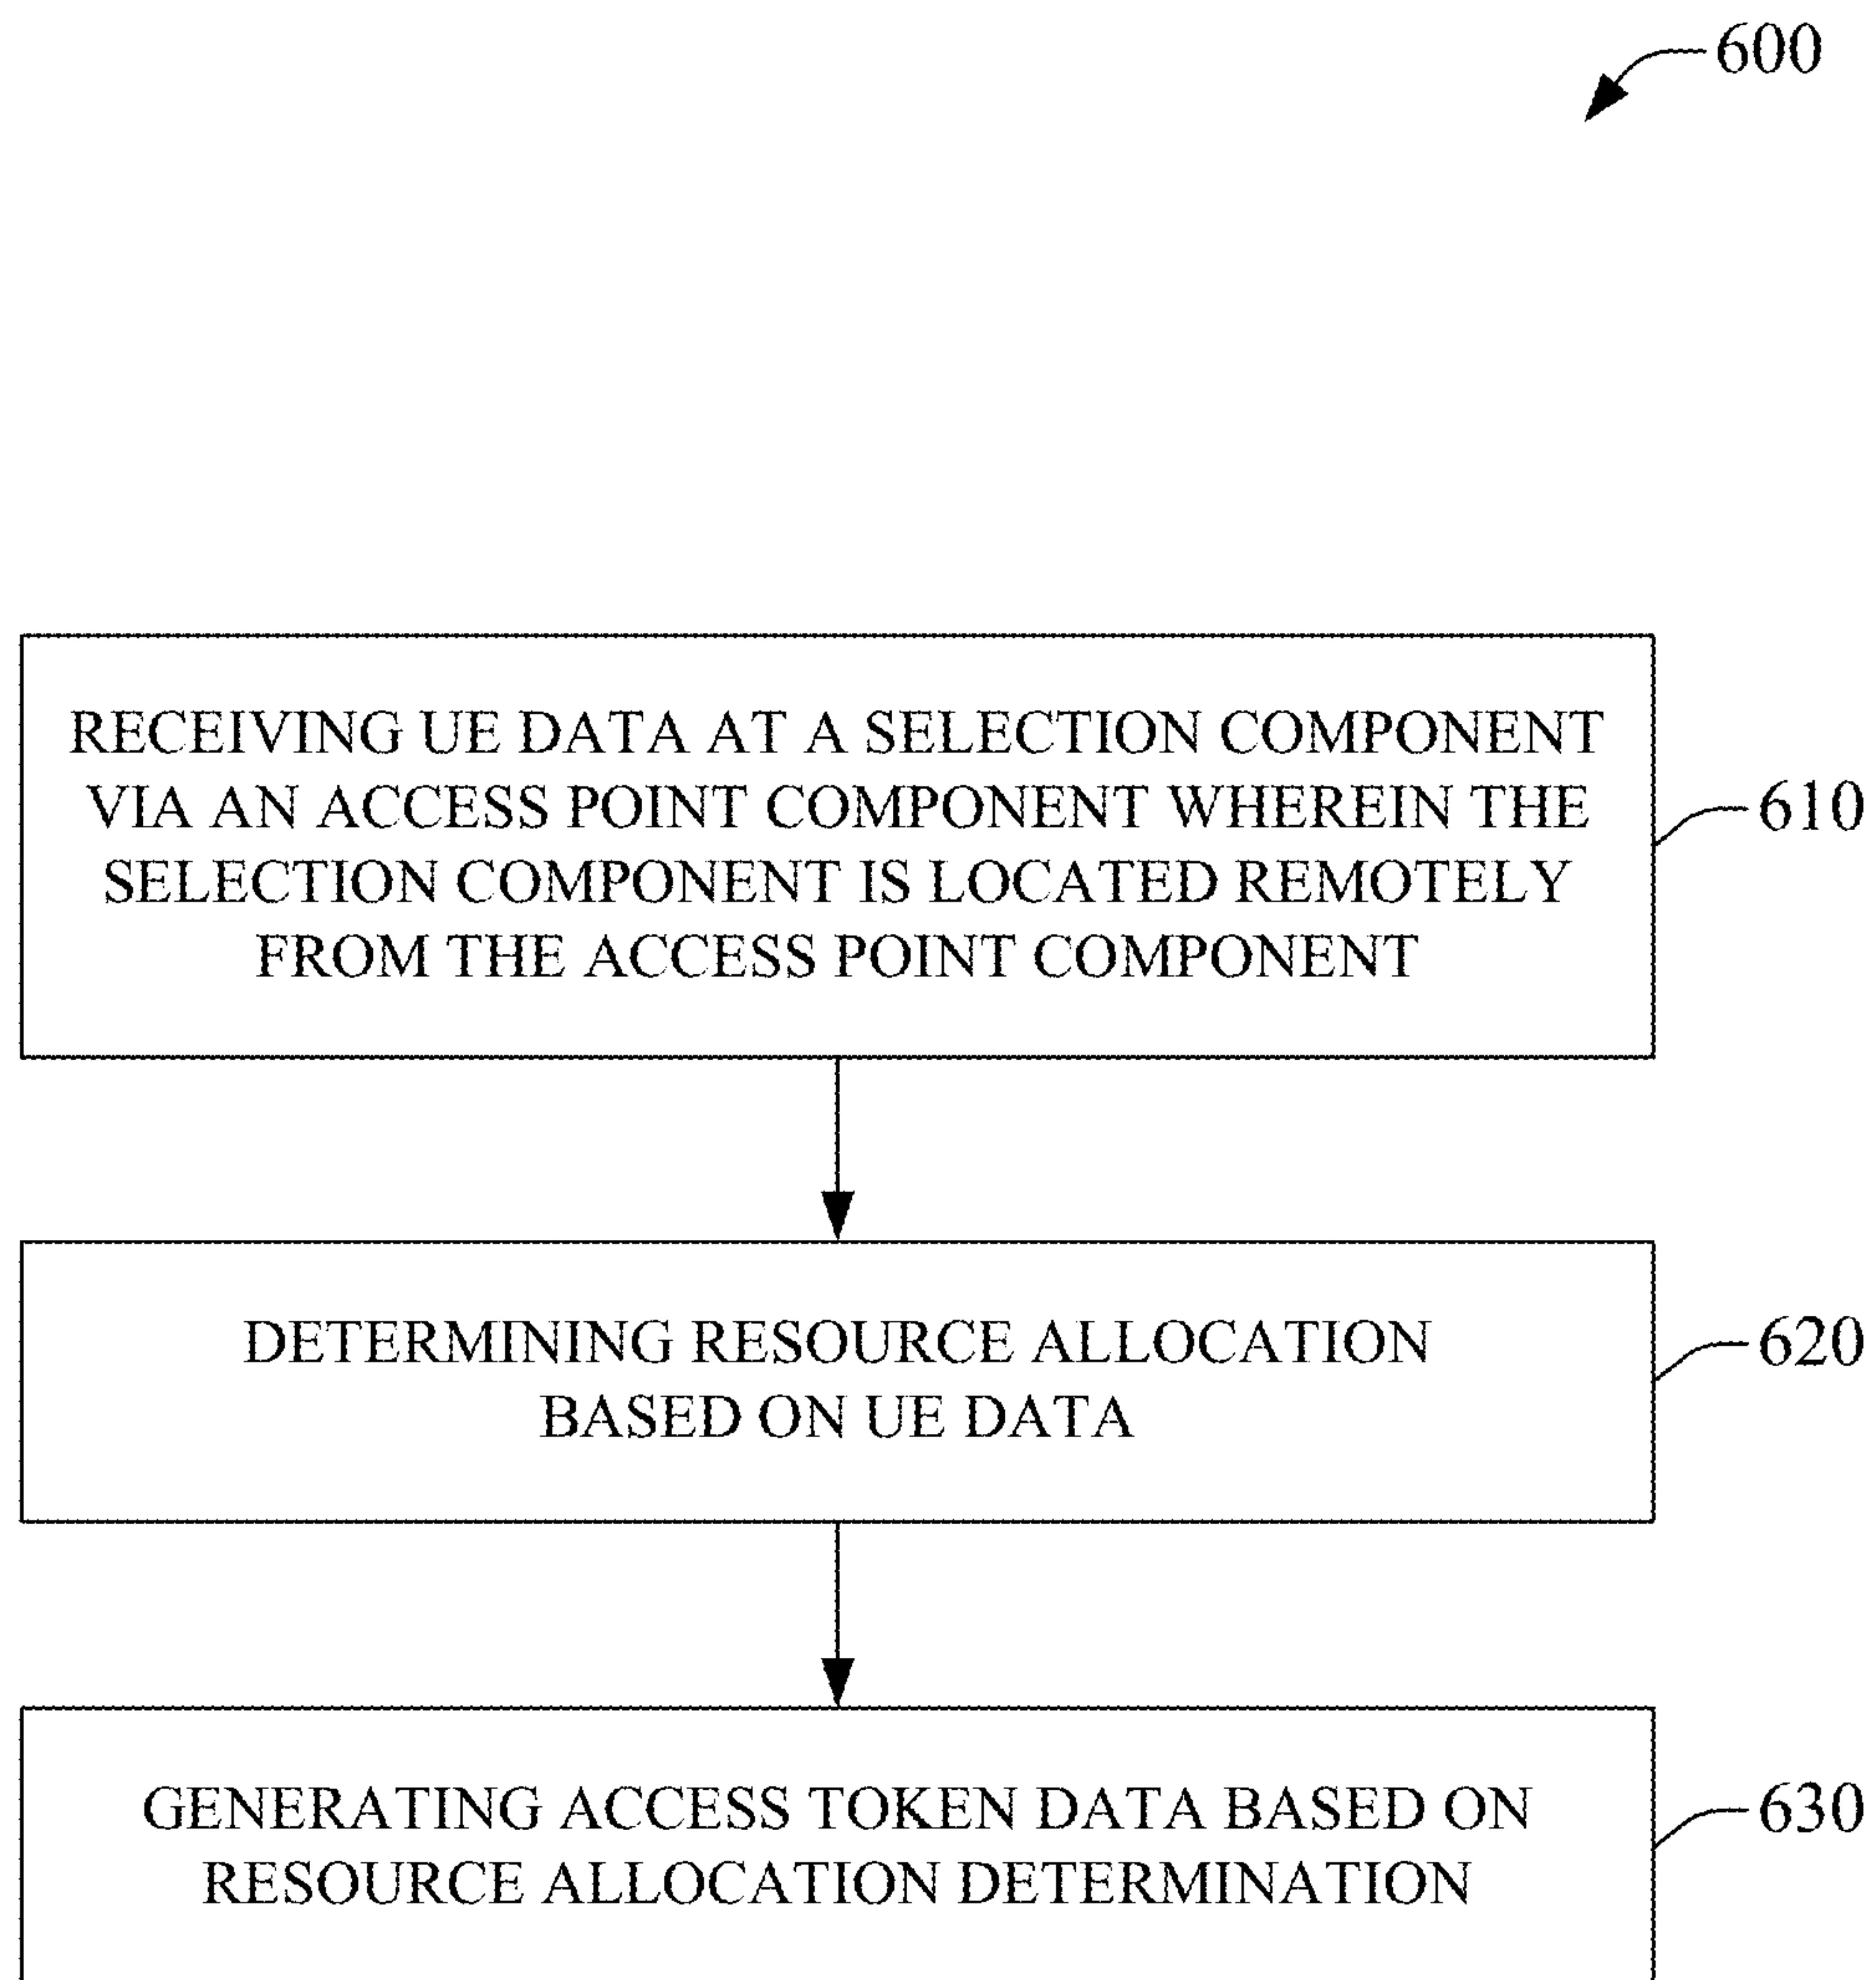 600
RECEIVING UE DATA AT A SELECTION COMPONENT
VIA AN ACCESS POINT COMPONENT WHEREIN THE
SELECTION COMPONENT IS LOCATED REMOTELY
FROM THE ACCESS POINT COMPONENT
610
DETERMINING RESOURCE ALLOCATION
BASED ON UE DATA
620
GENERATING ACCESS TOKEN DATA BASED ON
RESOURCE ALLOCATION DETERMINATION
630